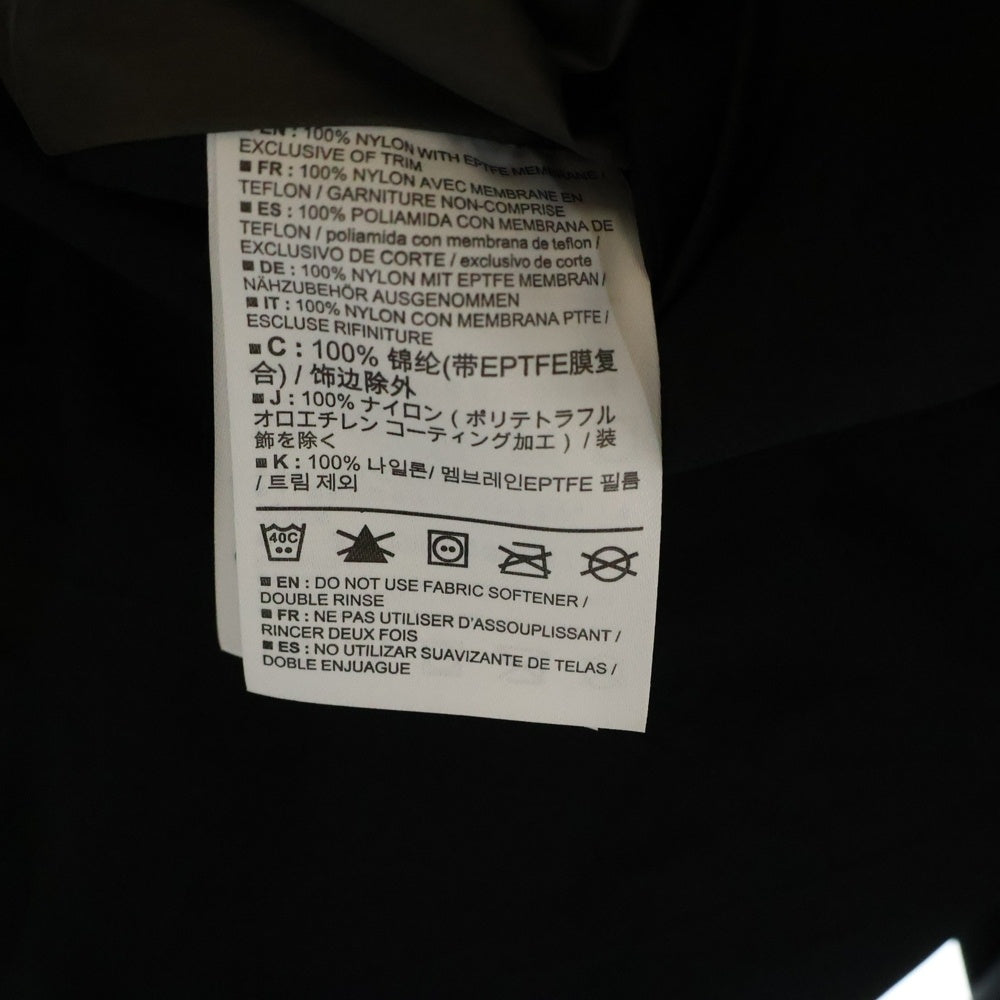 EN : 100% NYLON WITH EPTFE MEMBRANE /
EXCLUSIVE OF TRIM
FR : 100% NYLON AVEC MEMBRANE EN
TEFLON / GARNITURE NON-COMPRISE
ES : 100% POLIAMIDA CON MEMBRANA DE
TEFLON / poliamida con membrana de teflon /
EXCLUSIVO DE CORTE / exclusivo de corte
DE : 100% NYLON MIT EPTFE MEMBRAN /
NÄHZUBEHÖR AUSGENOMMEN
IT : 100% NYLON CON MEMBRANA PTFE /
ESCLUSE RIFINITURE
C : 100% 锦纶(带EPTFE膜复
合) / 饰边除外
J : 100% ナイロン ( ポリテトラフル
オロエチレン コーティング加工 ) / 装
飾を除く
K : 100% 나일론/ 멤브레인EPTFE 필름
/ 트림 제외
40C
EN : DO NOT USE FABRIC SOFTENER /
DOUBLE RINSE
FR : NE PAS UTILISER D'ASSOUPLISSANT /
RINCER DEUX FOIS
ES : NO UTILIZAR SUAVIZANTE DE TELAS /
DOBLE ENJUAGUE